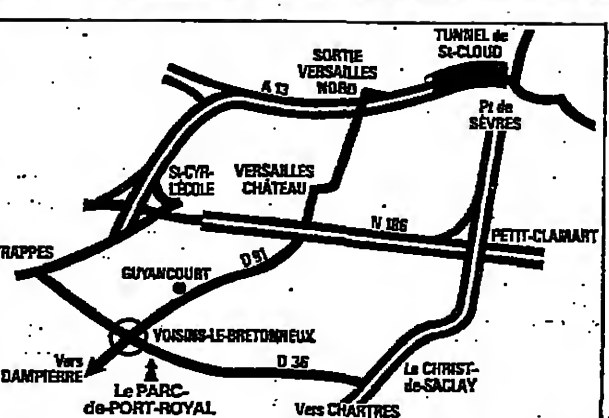 TUNNEL de
St-CLOUD
SORTIE
VERSAILLES
NORD
A 13
Pt de
SÈVRES
St-CYR-
L'ÉCOLE
VERSAILLES
CHÂTEAU
N 186
PETIT-CLAMART
TRAPPES
D 91
GUYANCOURT
VOISINS-LE-BRETONNEUX
Vers
DAMPIERRE
D 36
Le CHRIST-
de-SACLAY
Le PARC-
de-PORT-ROYAL
Vers CHARTRES